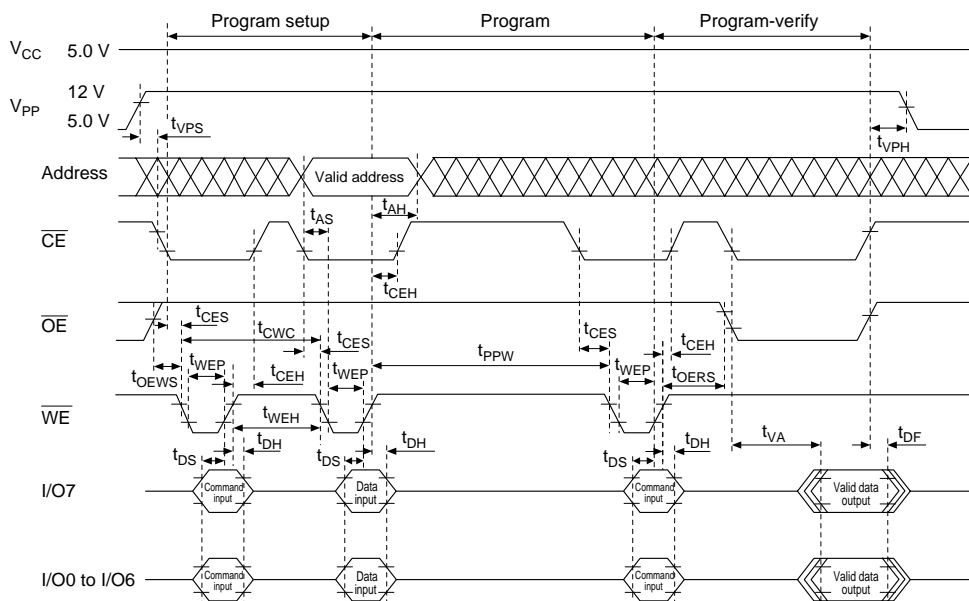 Program setup Program Program-verify
VCC 5.0 V
12 V
VPP
5.0 V
tVPS
tVPH
Address Valid address
tAS tAH
CE
tCEH
OE
tCES tCWC tCES tCES tCEH
tOEWS tWEP tCEH tWEP tPPW tWEP tOERS
WE
tWEH
tDS tDH tDS tDH tDS tDH tVA tDF
I/O7 Command input Data input Command input Valid data output
I/O0 to I/O6 Command input Data input Command input Valid data output